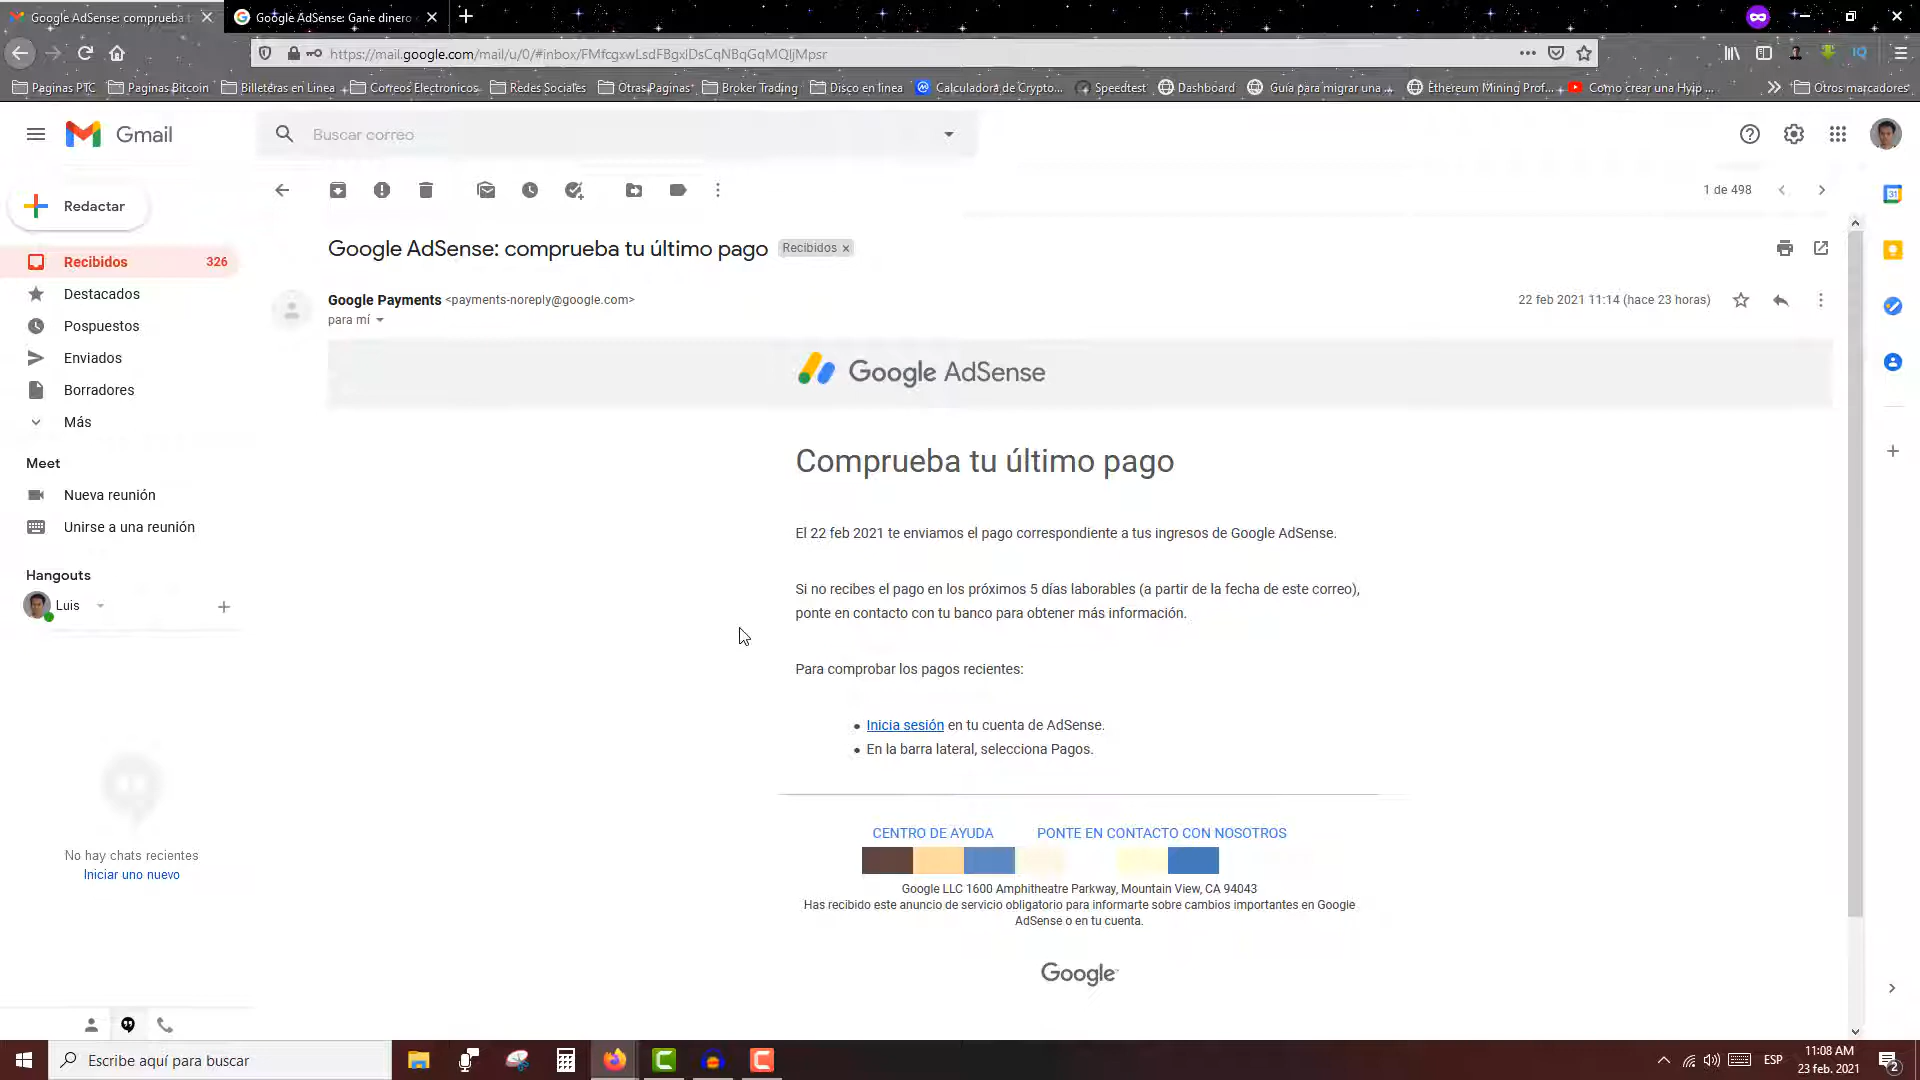 Google AdSense: comprueba t
Google AdSense: Gane dinero
https://mail.google.com/mail/u/0/#inbox/FMfcgxwLsdFBgxlDsCqNBqGqMQljMpsr
Paginas PTC
Paginas Bitcoin
Billeteras en Linea
Correos Electronicos
Redes Sociales
Otras Paginas
Broker Trading
Disco en linea
Calculadora de Crypto...
Speedtest
Dashboard
Guía para migrar una ...
Ethereum Mining Prof...
Como crear una Hyip ...
Otros marcadores
Gmail
Buscar correo
Redactar
1 de 498
Recibidos 326
Destacados
Pospuestos
Enviados
Borradores
Más
Meet
Nueva reunión
Unirse a una reunión
Hangouts
Luis
No hay chats recientes
Iniciar uno nuevo
Google AdSense: comprueba tu último pago
Recibidos x
Google Payments <payments-noreply@google.com>
22 feb 2021 11:14 (hace 23 horas)
para mí
Google AdSense
Comprueba tu último pago
El 22 feb 2021 te enviamos el pago correspondiente a tus ingresos de Google AdSense.
Si no recibes el pago en los próximos 5 días laborables (a partir de la fecha de este correo),
ponte en contacto con tu banco para obtener más información.
Para comprobar los pagos recientes:
Inicia sesión en tu cuenta de AdSense.
En la barra lateral, selecciona Pagos.
CENTRO DE AYUDA
PONTE EN CONTACTO CON NOSOTROS
Google LLC 1600 Amphitheatre Parkway, Mountain View, CA 94043
Has recibido este anuncio de servicio obligatorio para informarte sobre cambios importantes en Google
AdSense o en tu cuenta.
Google
31
Escribe aquí para buscar
ESP
11:08 AM
23 feb. 2021
2